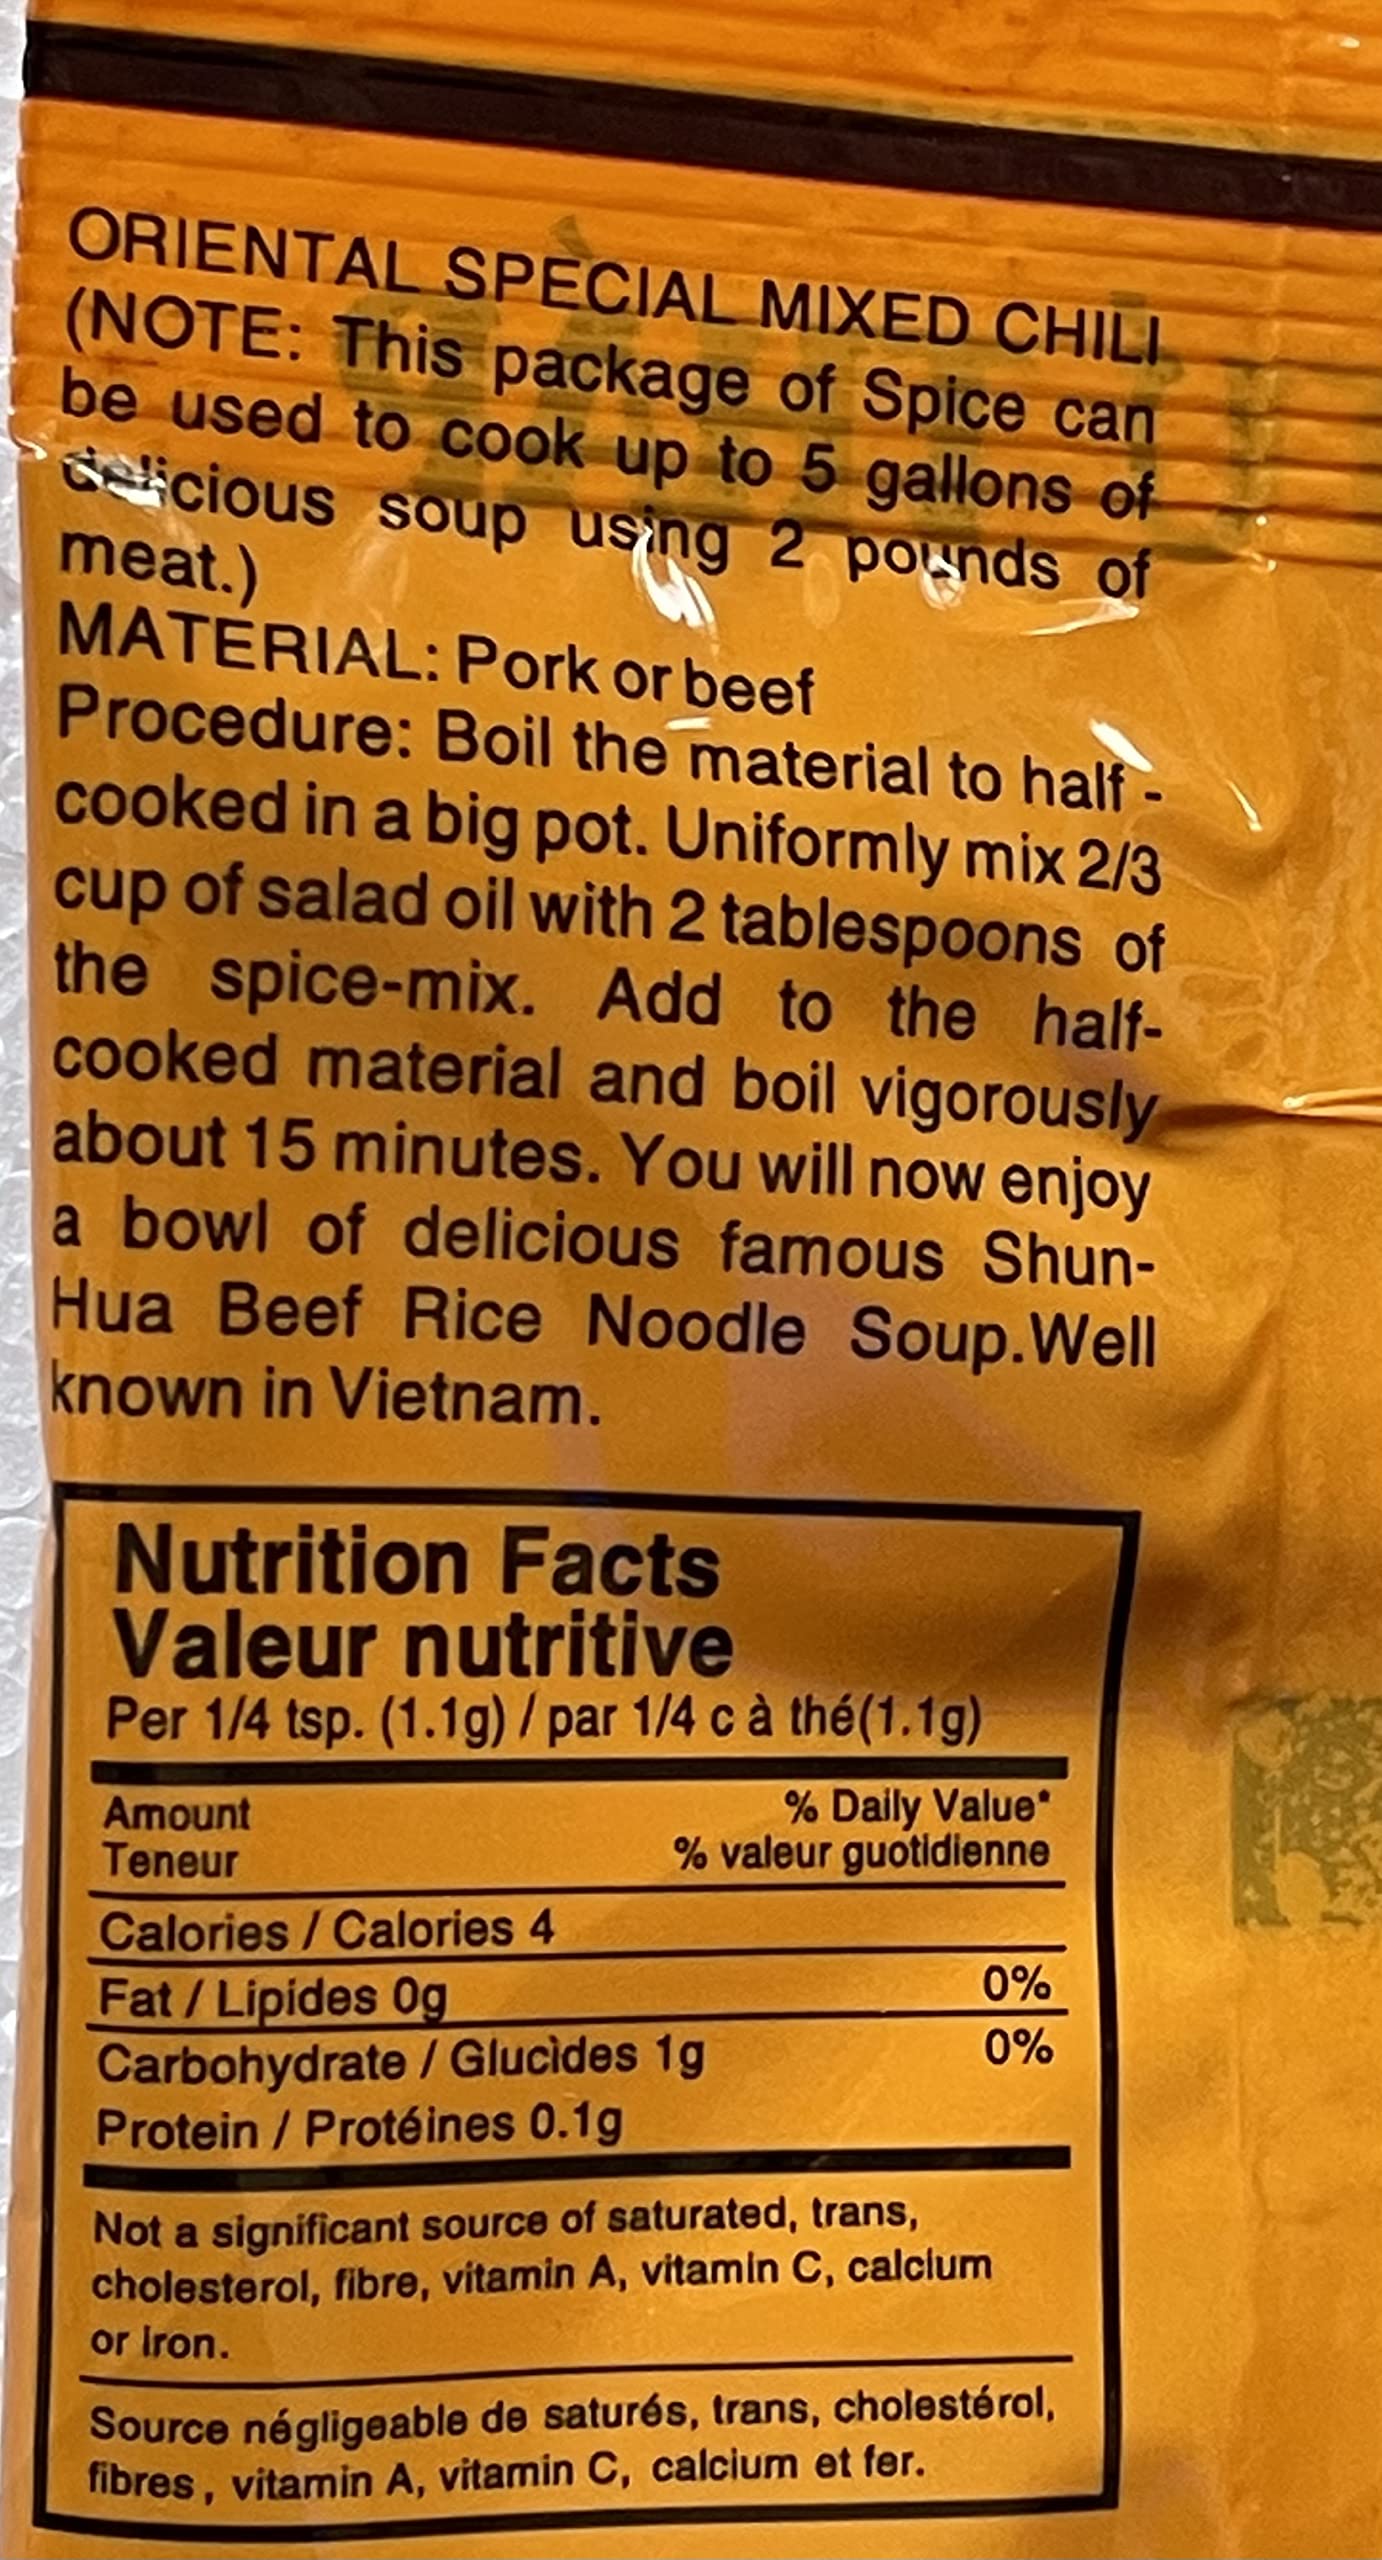 ORIENTAL SPECIAL MIXED CHILI
(NOTE: This package of Spice can
be used to cook up to 5 gallons of
delicious soup using 2 pounds of
meat.)
MATERIAL: Pork or beef
Procedure: Boil the material to half -
cooked in a big pot. Uniformly mix 2/3
cup of salad oil with 2 tablespoons of
the spice-mix. Add to the half-
cooked material and boil vigorously
about 15 minutes. You will now enjoy
a bowl of delicious famous Shun-
Hua Beef Rice Noodle Soup.Well
known in Vietnam.
Nutrition Facts
Valeur nutritive
Per 1/4 tsp. (1.1g) / par 1/4 c à thé(1.1g)
Amount % Daily Value*
Teneur % valeur guotidienne
Calories / Calories 4
Fat / Lipides 0g 0%
Carbohydrate / Glucìdes 1g 0%
Protein / Protéines 0.1g
Not a significant source of saturated, trans,
cholesterol, fibre, vitamin A, vitamin C, calcium
or iron.
Source négligeable de saturés, trans, cholestérol,
fibres , vitamin A, vitamin C, calcium et fer.